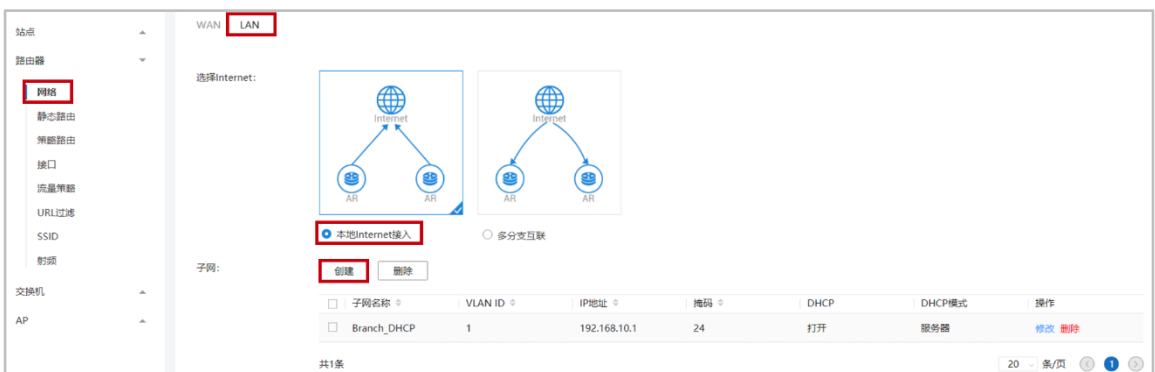 站点
路由器
网络
静态路由
策略路由
接口
流量策略
URL过滤
SSID
射频
交换机
AP
WAN LAN
选择Internet:
Internet
AR AR
Internet
AR AR
本地Internet接入 多分支互联
子网: 创建 删除
子网名称 VLAN ID IP地址 掩码 DHCP DHCP模式 操作
Branch_DHCP 1 192.168.10.1 24 打开 服务器 修改 删除
共1条 20 条/页 1